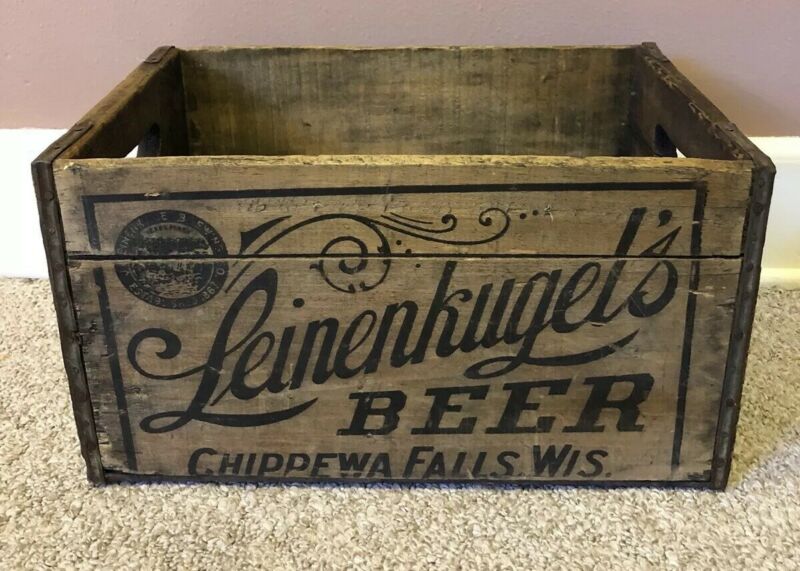 Leinenkugel's
BEER
CHIPPEWA FALLS, WIS.